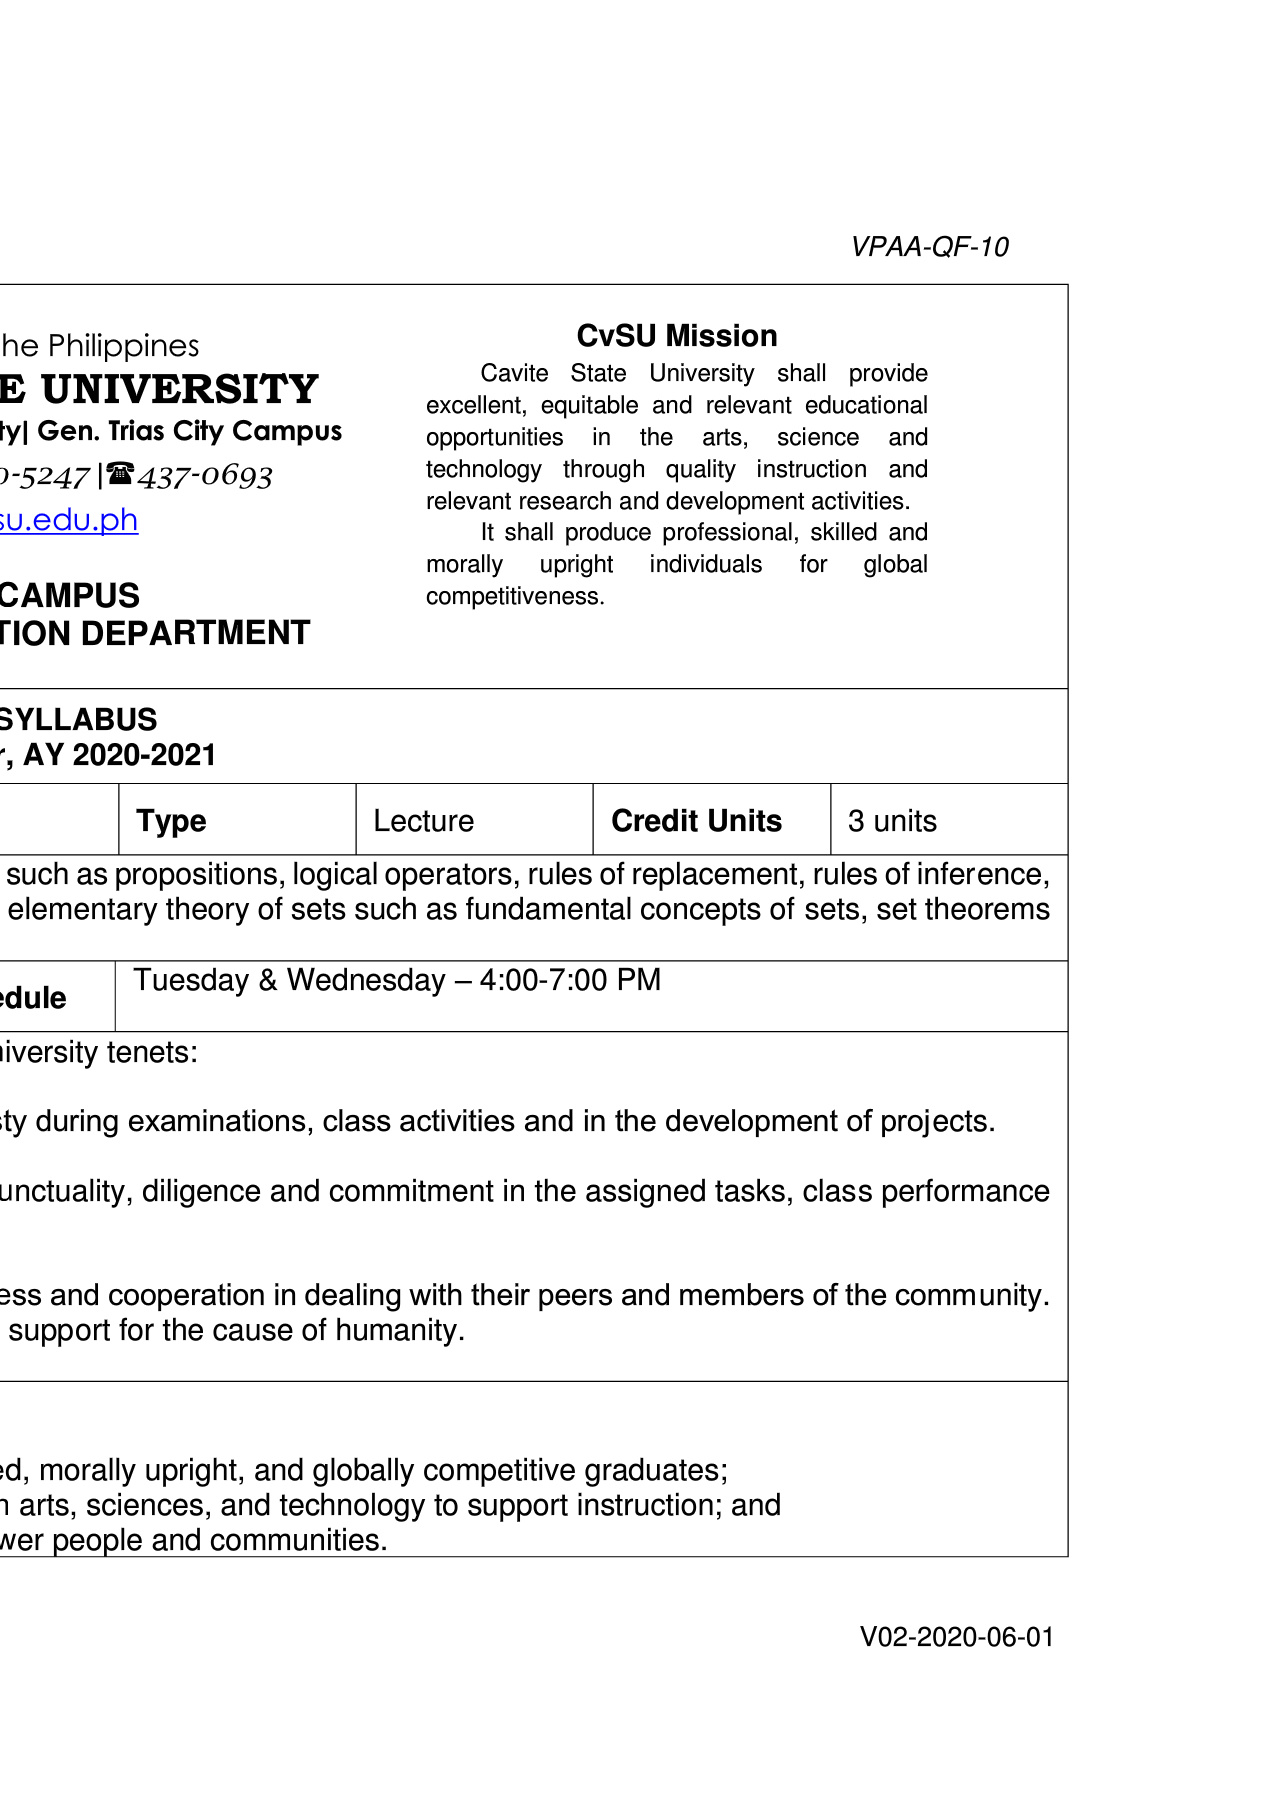 VPAA-QF-10
he Philippines
E UNIVERSITY
ty| Gen. Trias City Campus
0-5247 |☎437-0693
su.edu.ph
CAMPUS
TION DEPARTMENT
CvSU Mission
Cavite State University shall provide
excellent, equitable and relevant educational
opportunities in the arts, science and
technology through quality instruction and
relevant research and development activities.
It shall produce professional, skilled and
morally upright individuals for global
competitiveness.
SYLLABUS
r, AY 2020-2021
Type Lecture Credit Units 3 units
such as propositions, logical operators, rules of replacement, rules of inference,
elementary theory of sets such as fundamental concepts of sets, set theorems
edule Tuesday & Wednesday – 4:00-7:00 PM
niversity tenets:
sty during examinations, class activities and in the development of projects.
unctuality, diligence and commitment in the assigned tasks, class performance
ess and cooperation in dealing with their peers and members of the community.
support for the cause of humanity.
ed, morally upright, and globally competitive graduates;
n arts, sciences, and technology to support instruction; and
wer people and communities.
V02-2020-06-01